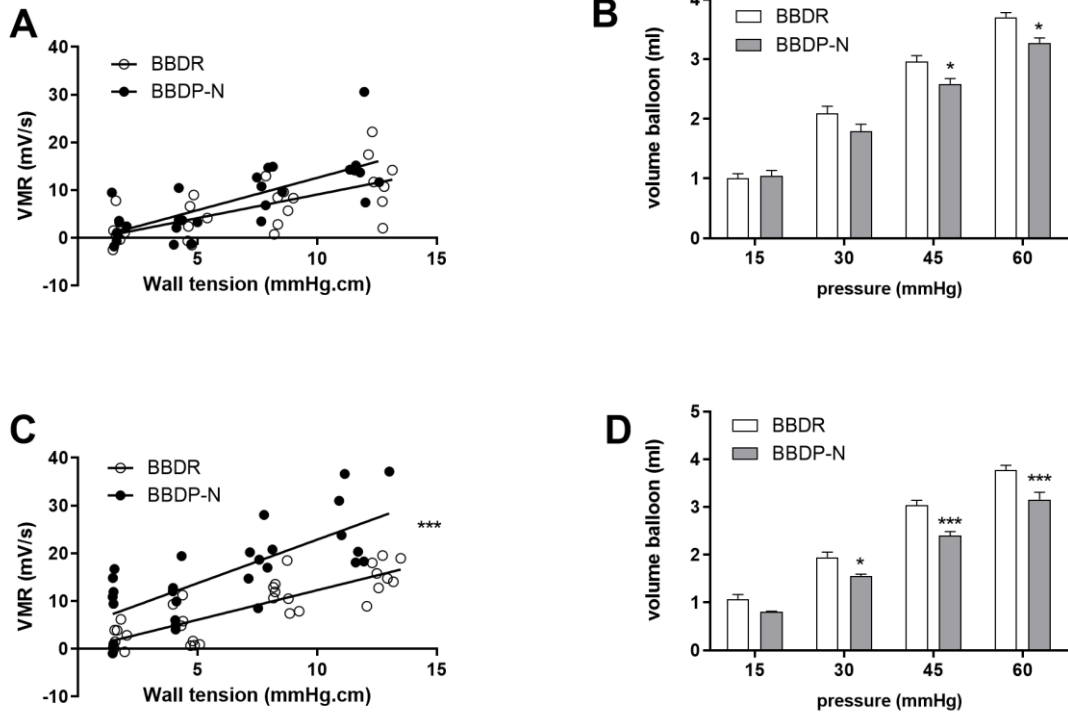 A
BBDR
BBDP-N
40
30
20
10
0
-10
VMR (mV/s)
5
10
15
Wall tension (mmHg.cm)
B
BBDR
BBDP-N
4
3
2
1
0
volume balloon (ml)
*
*
15
30
45
60
pressure (mmHg)
C
BBDR
BBDP-N
40
30
20
10
0
-10
VMR (mV/s)
***
5
10
15
Wall tension (mmHg.cm)
D
BBDR
BBDP-N
5
4
3
2
1
0
volume balloon (ml)
*
***
***
15
30
45
60
pressure (mmHg)